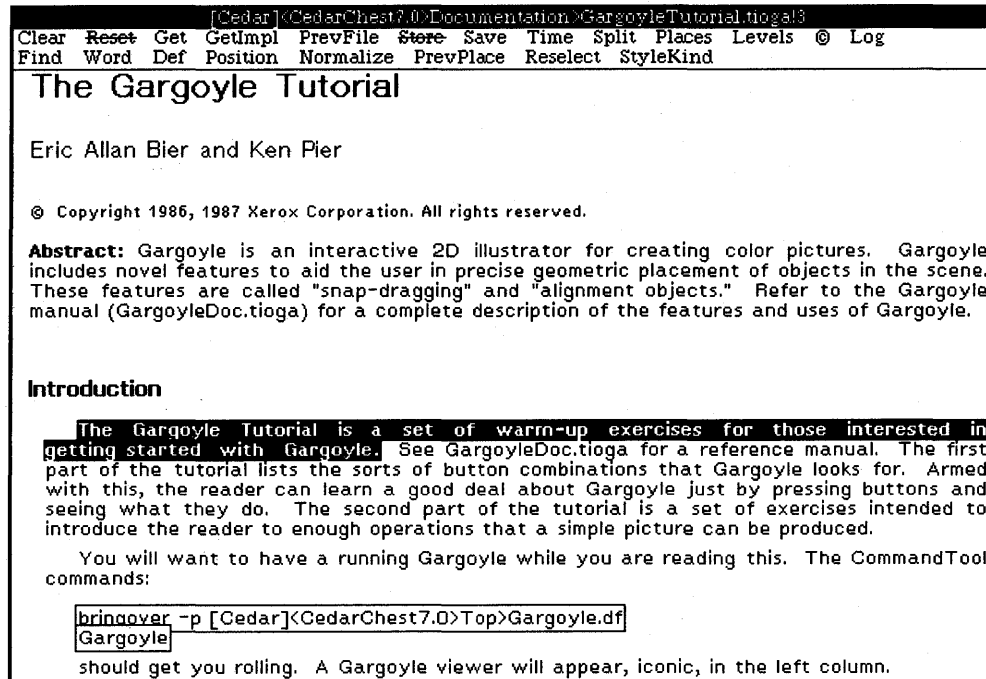 [Cedar]<CedarChest7.0>Documentation>GargoyleTutorial.tioga!3
Clear Reset Get GetImpl PrevFile Store Save Time Split Places Levels © Log
Find Word Def Position Normalize PrevPlace Reselect StyleKind
The Gargoyle Tutorial
Eric Allan Bier and Ken Pier
© Copyright 1986, 1987 Xerox Corporation. All rights reserved.
Abstract: Gargoyle is an interactive 2D illustrator for creating color pictures. Gargoyle
includes novel features to aid the user in precise geometric placement of objects in the scene.
These features are called "snap-dragging" and "alignment objects." Refer to the Gargoyle
manual (GargoyleDoc.tioga) for a complete description of the features and uses of Gargoyle.
Introduction
The Gargoyle Tutorial is a set of warm-up exercises for those interested in
getting started with Gargoyle. See GargoyleDoc.tioga for a reference manual. The first
part of the tutorial lists the sorts of button combinations that Gargoyle looks for. Armed
with this, the reader can learn a good deal about Gargoyle just by pressing buttons and
seeing what they do. The second part of the tutorial is a set of exercises intended to
introduce the reader to enough operations that a simple picture can be produced.
You will want to have a running Gargoyle while you are reading this. The CommandTool
commands:
bringover -p [Cedar]<CedarChest7.0>Top>Gargoyle.df
Gargoyle
should get you rolling. A Gargoyle viewer will appear, iconic, in the left column.